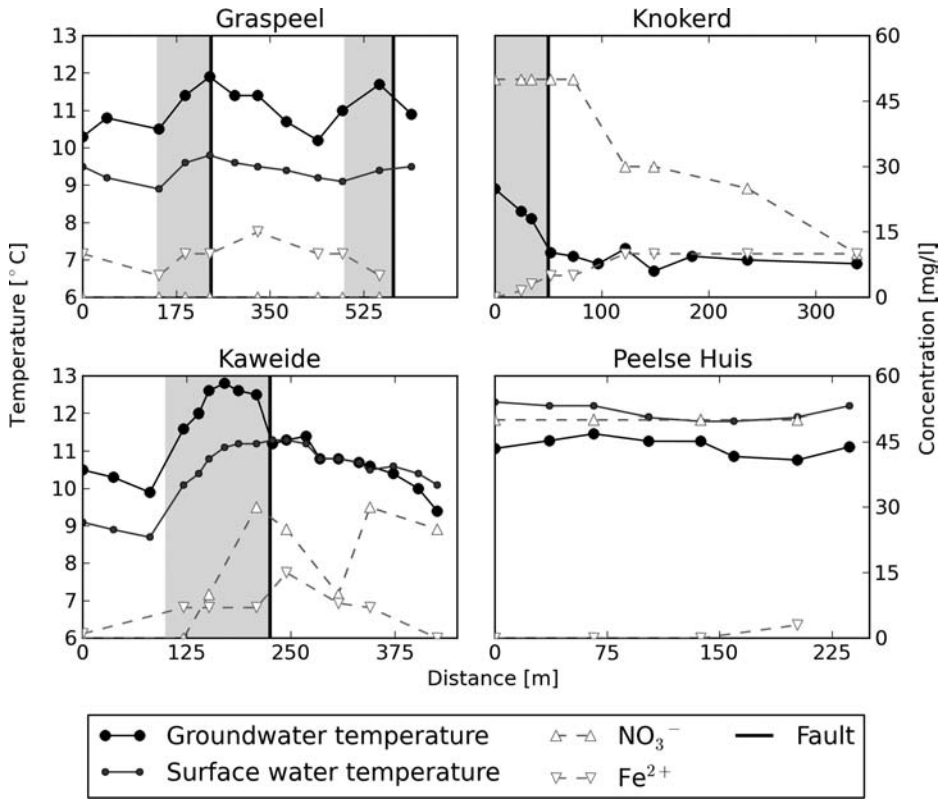 Graspeel
Knokerd
13
12
11
10
9
8
7
6
0 175 350 525
60
45
30
15
0
0 100 200 300
Temperature [°C]
Concentration [mg/l]
Kaweide
Peelse Huis
13
12
11
10
9
8
7
6
0 125 250 375
60
45
30
15
0
0 75 150 225
Distance [m]
Groundwater temperature
Surface water temperature
NO₃⁻
Fe²⁺
Fault